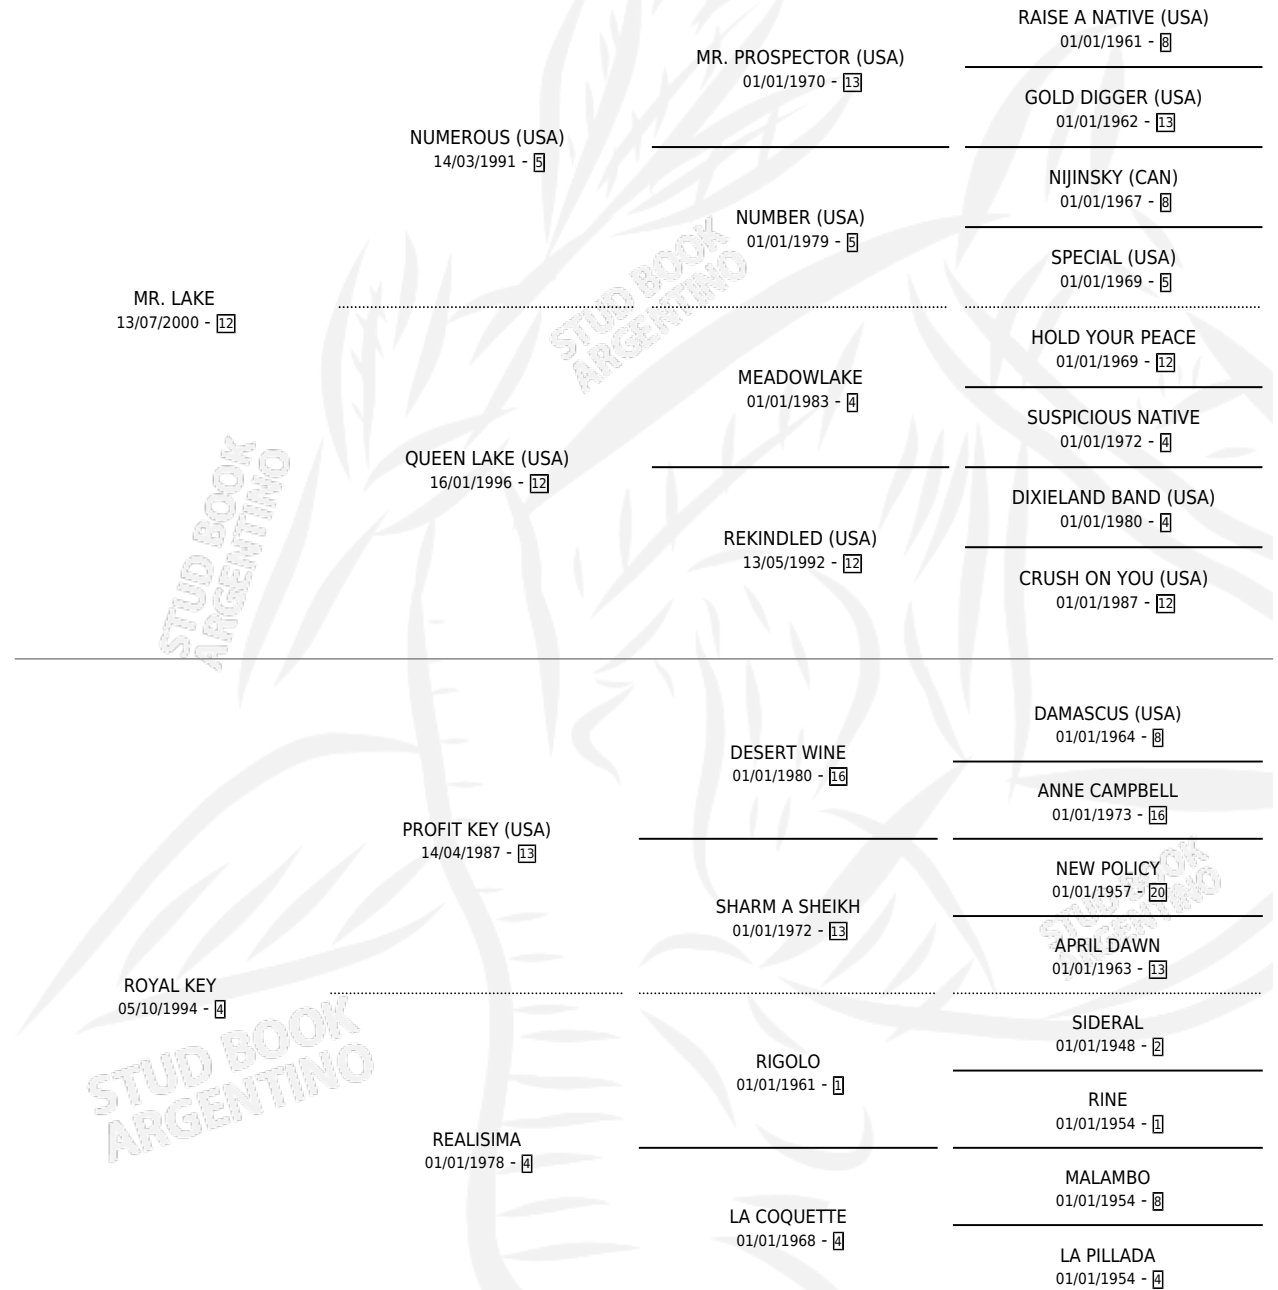 RAISE A NATIVE (USA)
01/01/1961 - 8
MR. PROSPECTOR (USA)
01/01/1970 - 13
GOLD DIGGER (USA)
01/01/1962 - 13
NUMEROUS (USA)
14/03/1991 - 5
NIJINSKY (CAN)
01/01/1967 - 8
NUMBER (USA)
01/01/1979 - 5
SPECIAL (USA)
01/01/1969 - 5
MR. LAKE
13/07/2000 - 12
HOLD YOUR PEACE
01/01/1969 - 12
MEADOWLAKE
01/01/1983 - 4
SUSPICIOUS NATIVE
01/01/1972 - 4
QUEEN LAKE (USA)
16/01/1996 - 12
DIXIELAND BAND (USA)
01/01/1980 - 4
REKINDLED (USA)
13/05/1992 - 12
CRUSH ON YOU (USA)
01/01/1987 - 12
DAMASCUS (USA)
01/01/1964 - 8
DESERT WINE
01/01/1980 - 16
ANNE CAMPBELL
01/01/1973 - 16
PROFIT KEY (USA)
14/04/1987 - 13
NEW POLICY
01/01/1957 - 20
SHARM A SHEIKH
01/01/1972 - 13
APRIL DAWN
01/01/1963 - 13
ROYAL KEY
05/10/1994 - 4
SIDERAL
01/01/1948 - 2
RIGOLO
01/01/1961 - 1
RINE
01/01/1954 - 1
REALISIMA
01/01/1978 - 4
MALAMBO
01/01/1954 - 8
LA COQUETTE
01/01/1968 - 4
LA PILLADA
01/01/1954 - 4
STUD BOOK
ARGENTINO
STUD BOOK
ARGENTINO
STUD BOOK
ARGENTINO
STUD BOOK
ARGENTINO